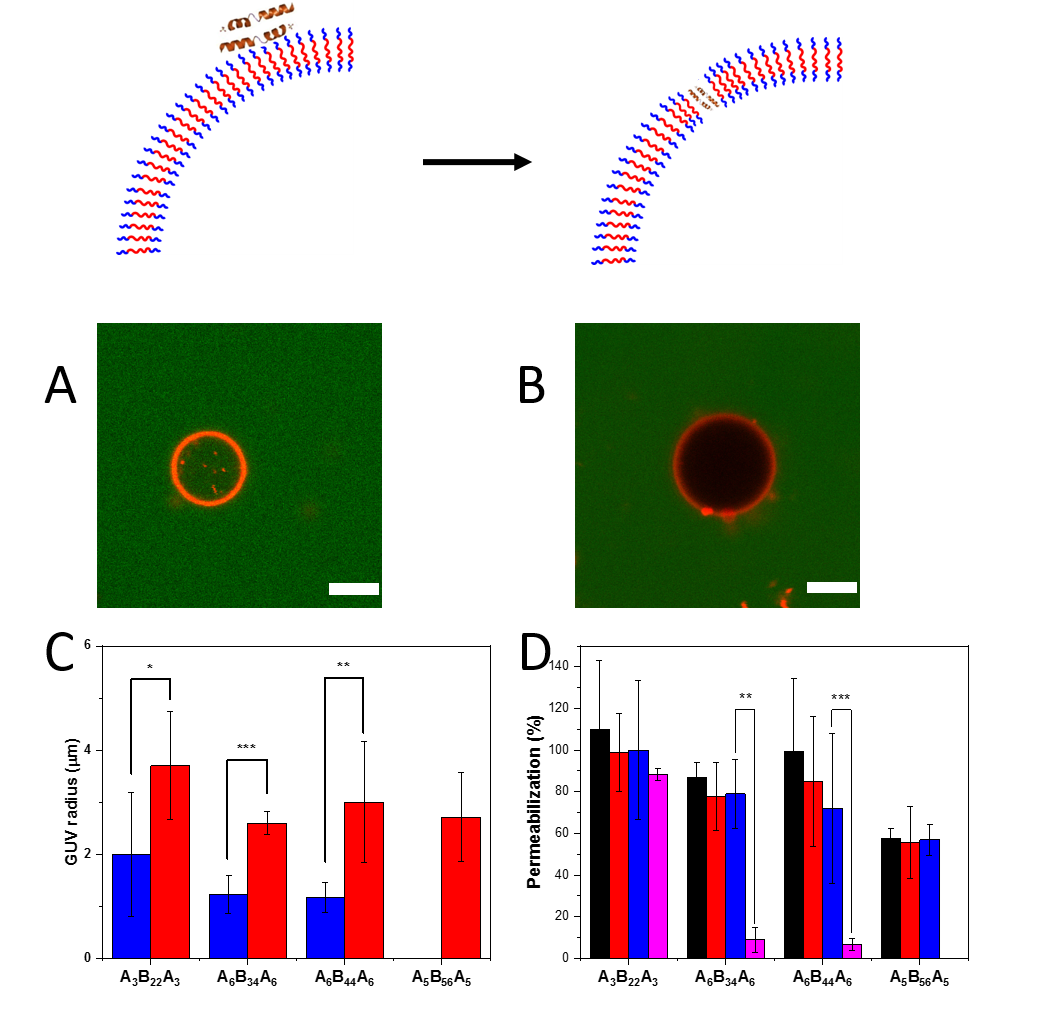 A
B
C
6
4
2
0
GUV radius (µm)
*
***
**
A₃B₂₂A₃
A₆B₃₄A₆
A₆B₄₄A₆
A₅B₅₆A₅
D
140
120
100
80
60
40
20
0
Permeabilization (%)
**
***
A₃B₂₂A₃
A₆B₃₄A₆
A₆B₄₄A₆
A₅B₅₆A₅